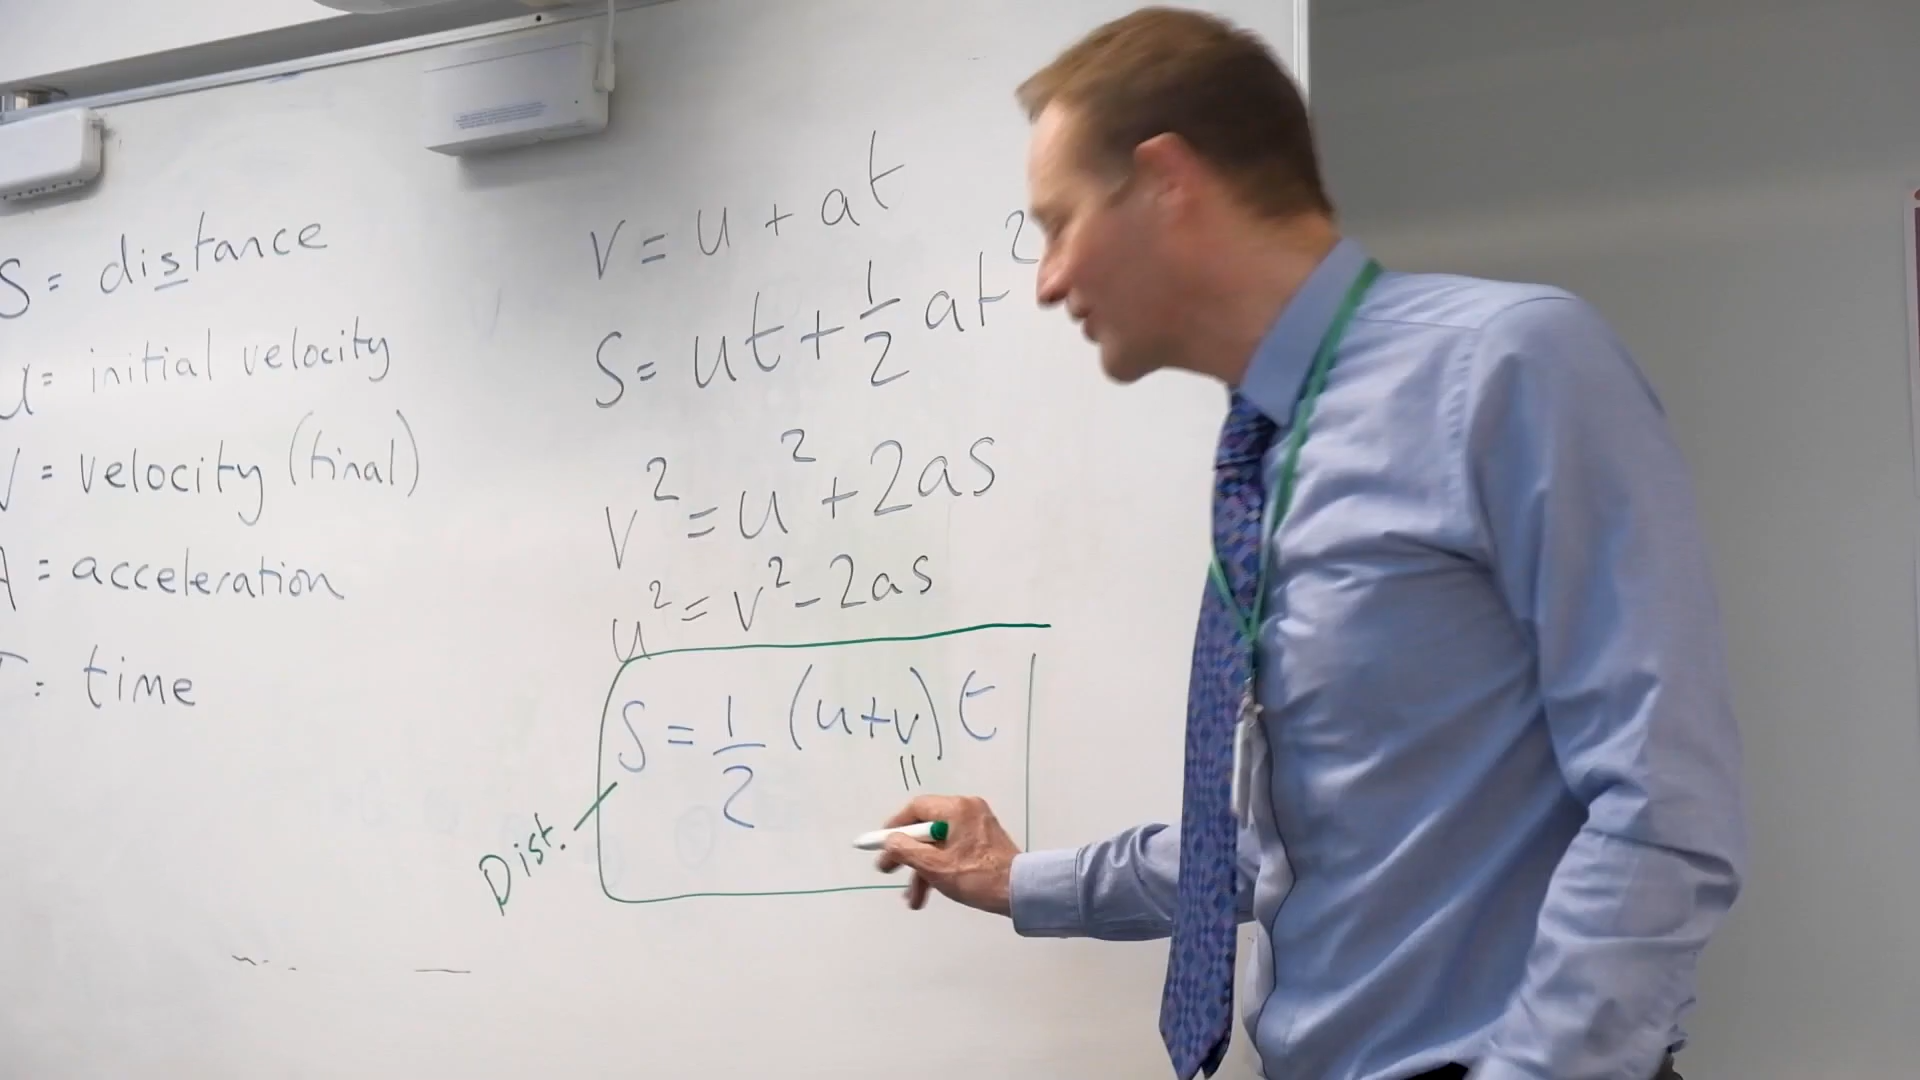 S = distance
U = initial velocity
V = velocity (final)
A = acceleration
T = time
v = u + at
s = ut + 1/2 at²
v² = u² + 2as
u² = v² - 2as
S = 1/2 (u+v) t
Dist.